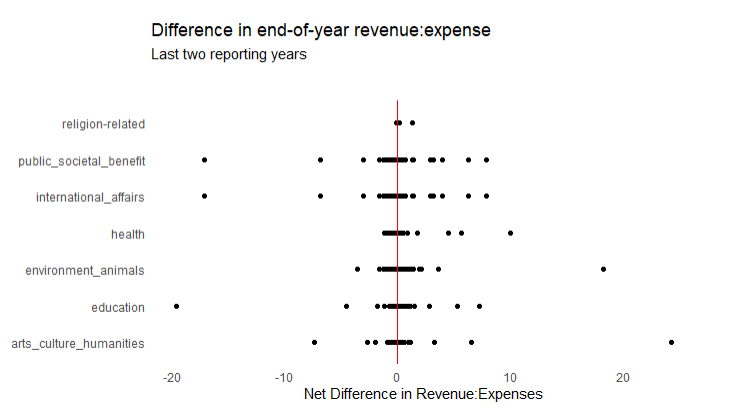 Difference in end-of-year revenue:expense
Last two reporting years
religion-related
public_societal_benefit
international_affairs
health
environment_animals
education
arts_culture_humanities
-20 -10 0 10 20
Net Difference in Revenue:Expenses